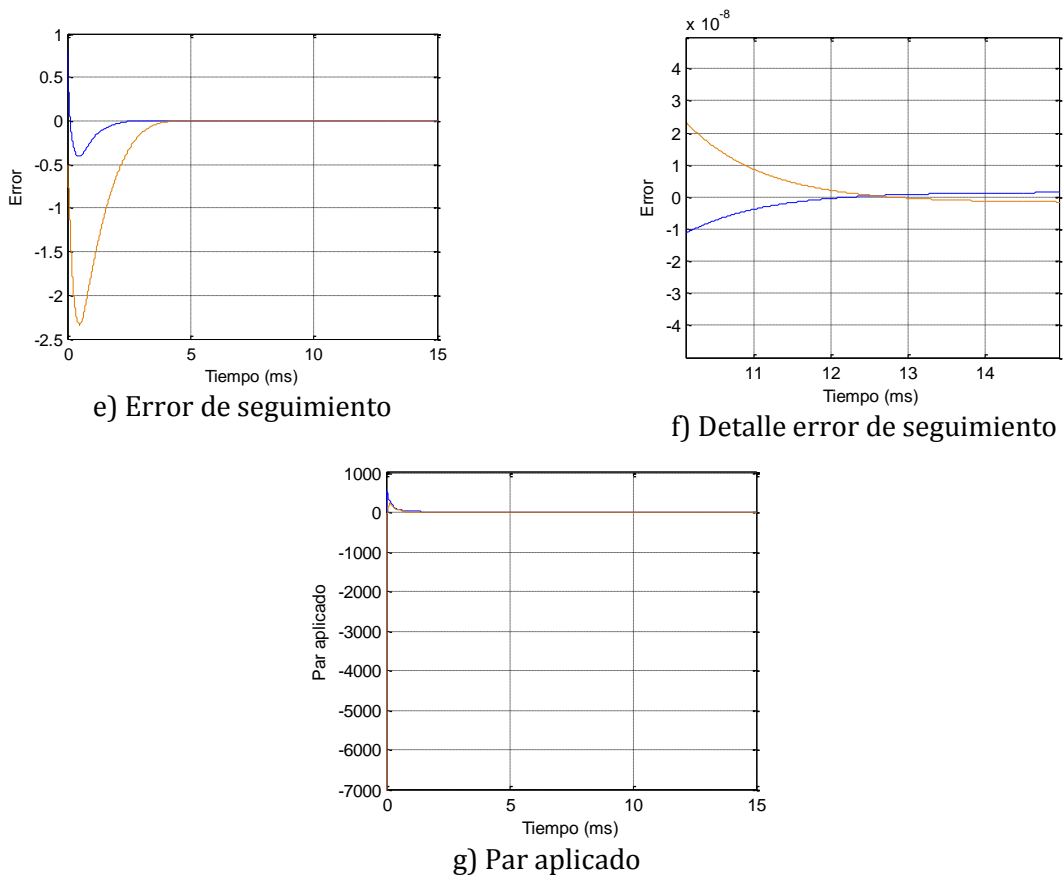 1
0.5
0
-0.5
-1
-1.5
-2
-2.5
Error
0 5 10 15
Tiempo (ms)
e) Error de seguimiento
x 10-8
4
3
2
1
0
-1
-2
-3
-4
Error
11 12 13 14
Tiempo (ms)
f) Detalle error de seguimiento
1000
0
-1000
-2000
-3000
-4000
-5000
-6000
-7000
Par aplicado
0 5 10 15
Tiempo (ms)
g) Par aplicado